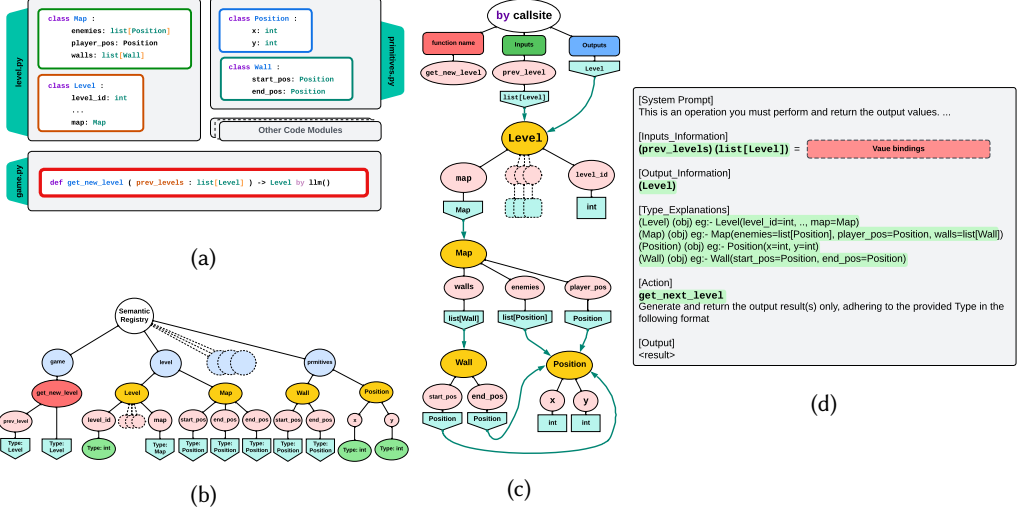 level.py
class Map :
enemies: list[Position]
player_pos: Position
walls: list[Wall]
class Level :
level_id: int
...
map: Map
class Position :
x: int
y: int
class Wall :
start_pos: Position
end_pos: Position
primitives.py
Other Code Modules
game.py
def get_new_level ( prev_levels : list[Level] ) -> Level by llm()
(a)
Semantic
Registry
game
level
prmitives
get_new_level
Level
Map
Wall
Position
prev_level
level_id
map
start_pos
end_pos
end_pos
start_pos
end_pos
x
y
Type:
Level
Type:
Level
Type: int
Type:
Map
Type:
Position
Type:
Position
Type:
Position
Type:
Position
Type:
Position
Type: int
Type: int
(b)
by callsite
function name
Inputs
Outputs
get_new_level
prev_level
Level
list[Level]
Level
map
level_id
Map
int
Map
walls
enemies
player_pos
list[Wall]
list[Position]
Position
Wall
Position
start_pos
end_pos
x
y
Position
Position
int
int
(c)
[System Prompt]
This is an operation you must perform and return the output values. ...
[Inputs_Information]
(prev_levels) (list[Level]) = Vaue bindings
[Output_Information]
(Level)
[Type_Explanations]
(Level) (obj) eg:- Level(level_id=int, .., map=Map)
(Map) (obj) eg:- Map(enemies=list[Position], player_pos=Position, walls=list[Wall])
(Position) (obj) eg:- Position(x=int, y=int)
(Wall) (obj) eg:- Wall(start_pos=Position, end_pos=Position)
[Action]
get_next_level
Generate and return the output result(s) only, adhering to the provided Type in the
following format
[Output]
<result>
(d)